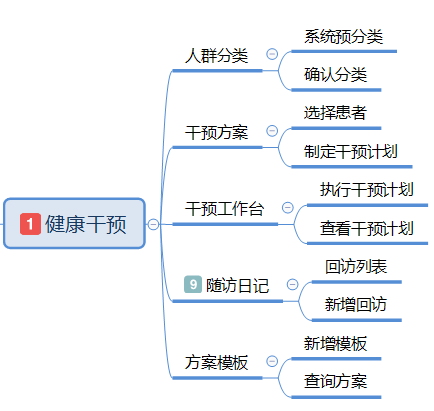 系统预分类
人群分类
确认分类
选择患者
干预方案
制定干预计划
执行干预计划
干预工作台
查看干预计划
1 健康干预
回访列表
9 随访日记
新增回访
新增模板
方案模板
查询方案